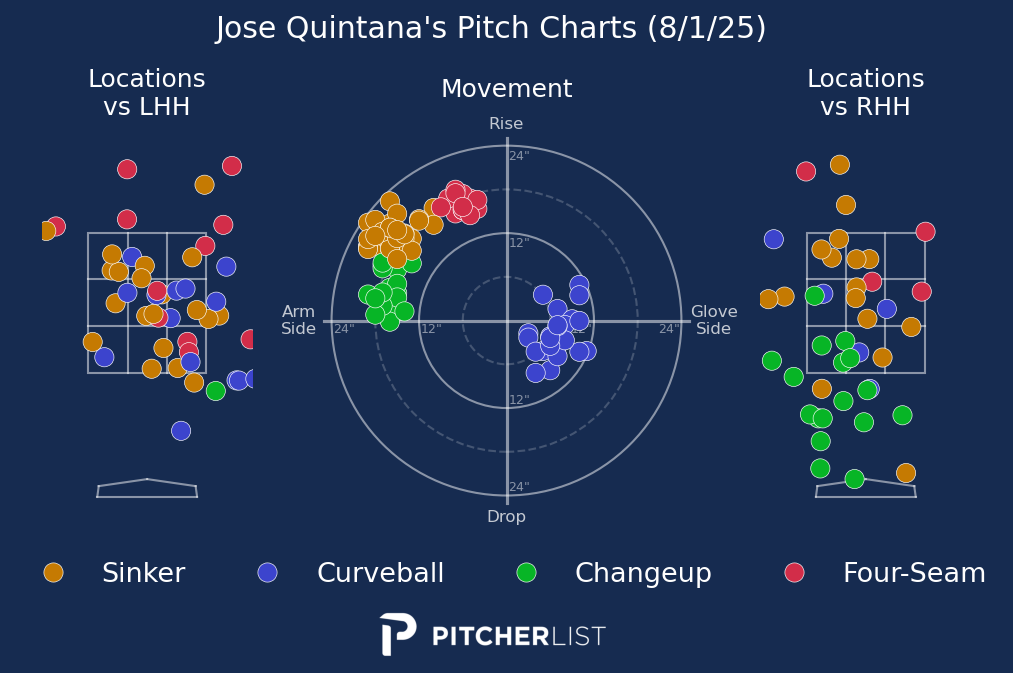 Jose Quintana's Pitch Charts (8/1/25)
Locations
vs LHH
Movement
Locations
vs RHH
Rise
24"
12"
Arm
Side
24"
12"
12"
24"
Glove
Side
12"
24"
Drop
Sinker
Curveball
Changeup
Four-Seam
PITCHERLIST